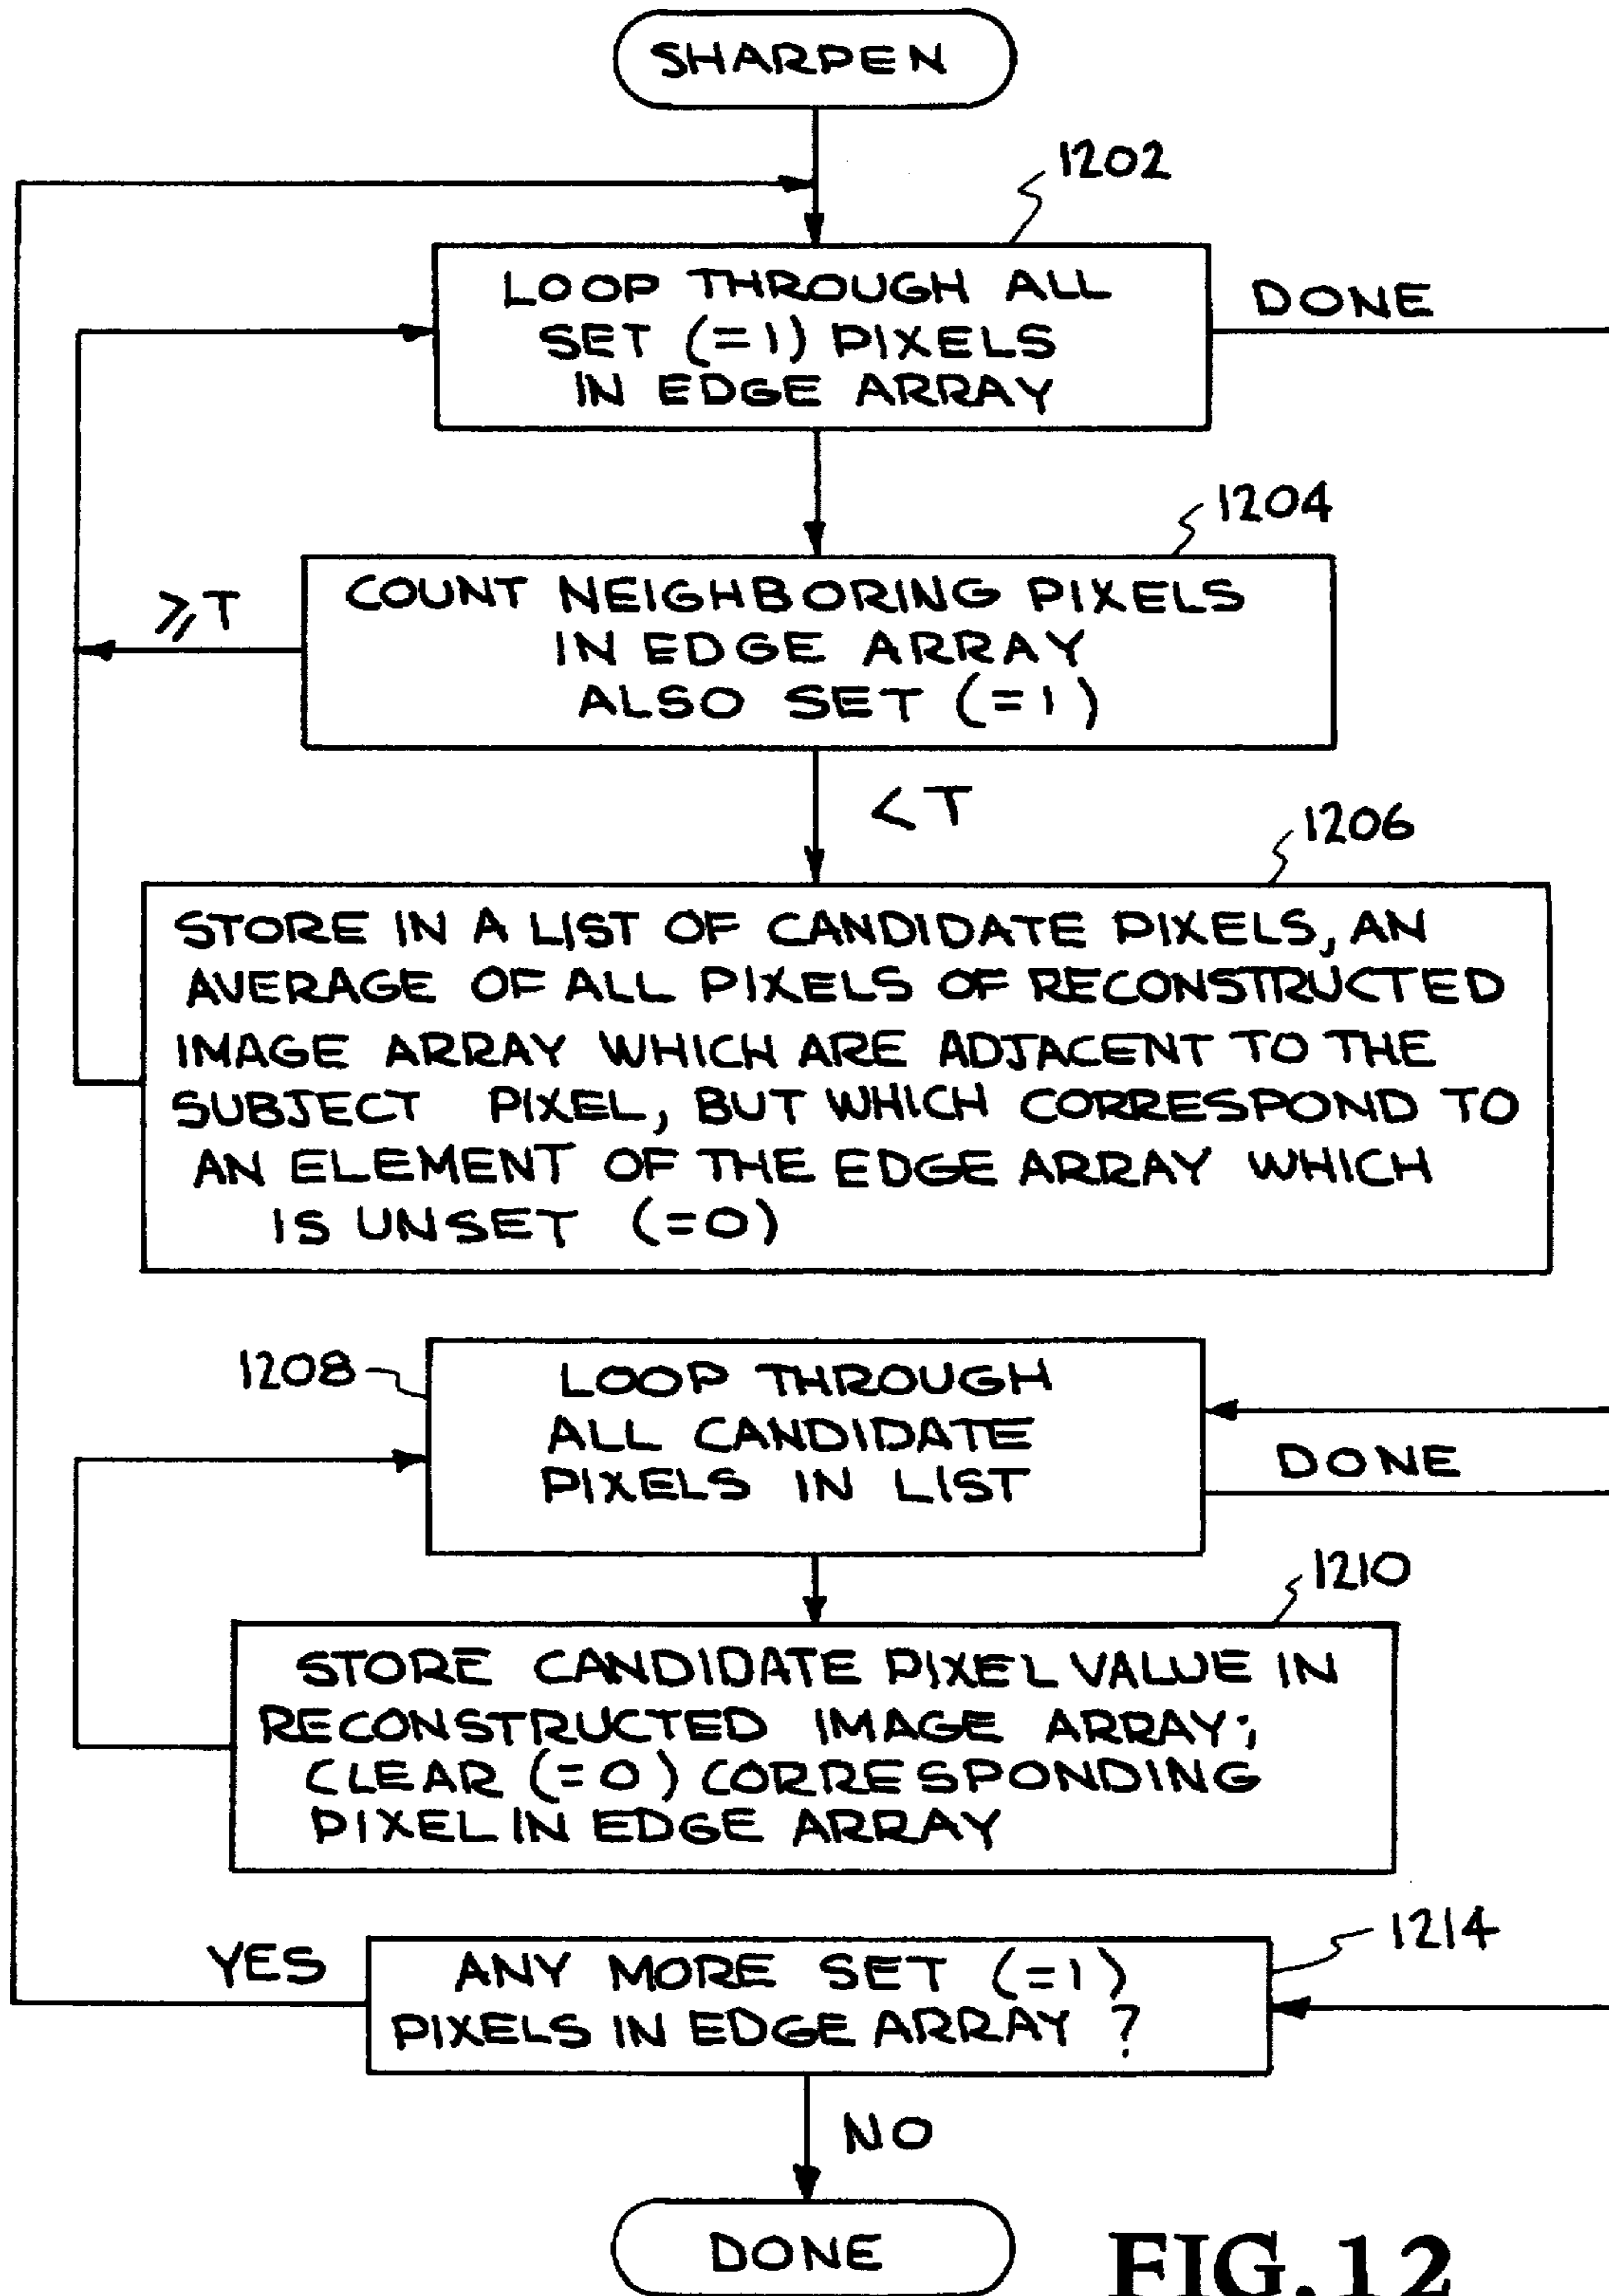 SHARPEN
1202
LOOP THROUGH ALL
SET (=1) PIXELS
IN EDGE ARRAY
DONE
1204
COUNT NEIGHBORING PIXELS
IN EDGE ARRAY
ALSO SET (=1)
≥T
<T
1206
STORE IN A LIST OF CANDIDATE PIXELS, AN
AVERAGE OF ALL PIXELS OF RECONSTRUCTED
IMAGE ARRAY WHICH ARE ADJACENT TO THE
SUBJECT PIXEL, BUT WHICH CORRESPOND TO
AN ELEMENT OF THE EDGE ARRAY WHICH
IS UNSET (=0)
1208
LOOP THROUGH
ALL CANDIDATE
PIXELS IN LIST
DONE
1210
STORE CANDIDATE PIXEL VALUE IN
RECONSTRUCTED IMAGE ARRAY;
CLEAR (=0) CORRESPONDING
PIXEL IN EDGE ARRAY
1214
YES
ANY MORE SET (=1)
PIXELS IN EDGE ARRAY ?
NO
DONE
FIG. 12